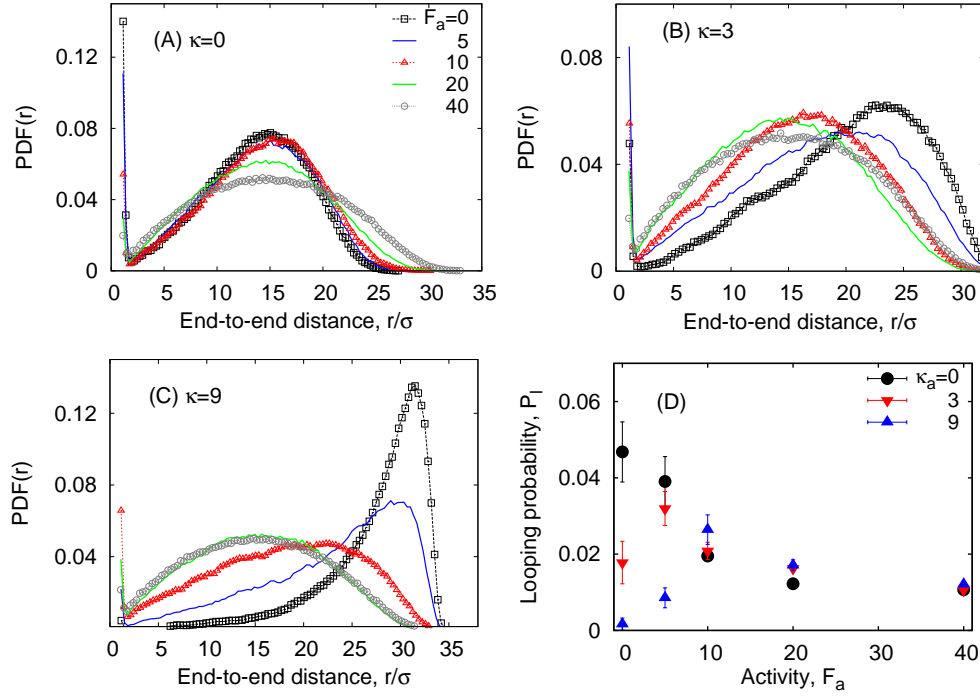 (A) κ=0
Fa=0
5
10
20
40
PDF(r)
0.12
0.08
0.04
0
0 5 10 15 20 25 30 35
End-to-end distance, r/σ
(B) κ=3
PDF(r)
0.08
0.04
0
0 5 10 15 20 25 30
End-to-end distance, r/σ
(C) κ=9
PDF(r)
0.12
0.08
0.04
0 5 10 15 20 25 30 35
End-to-end distance, r/σ
(D)
κa=0
3
9
Looping probability, Pl
0.06
0.04
0.02
0
0 10 20 30 40
Activity, Fa